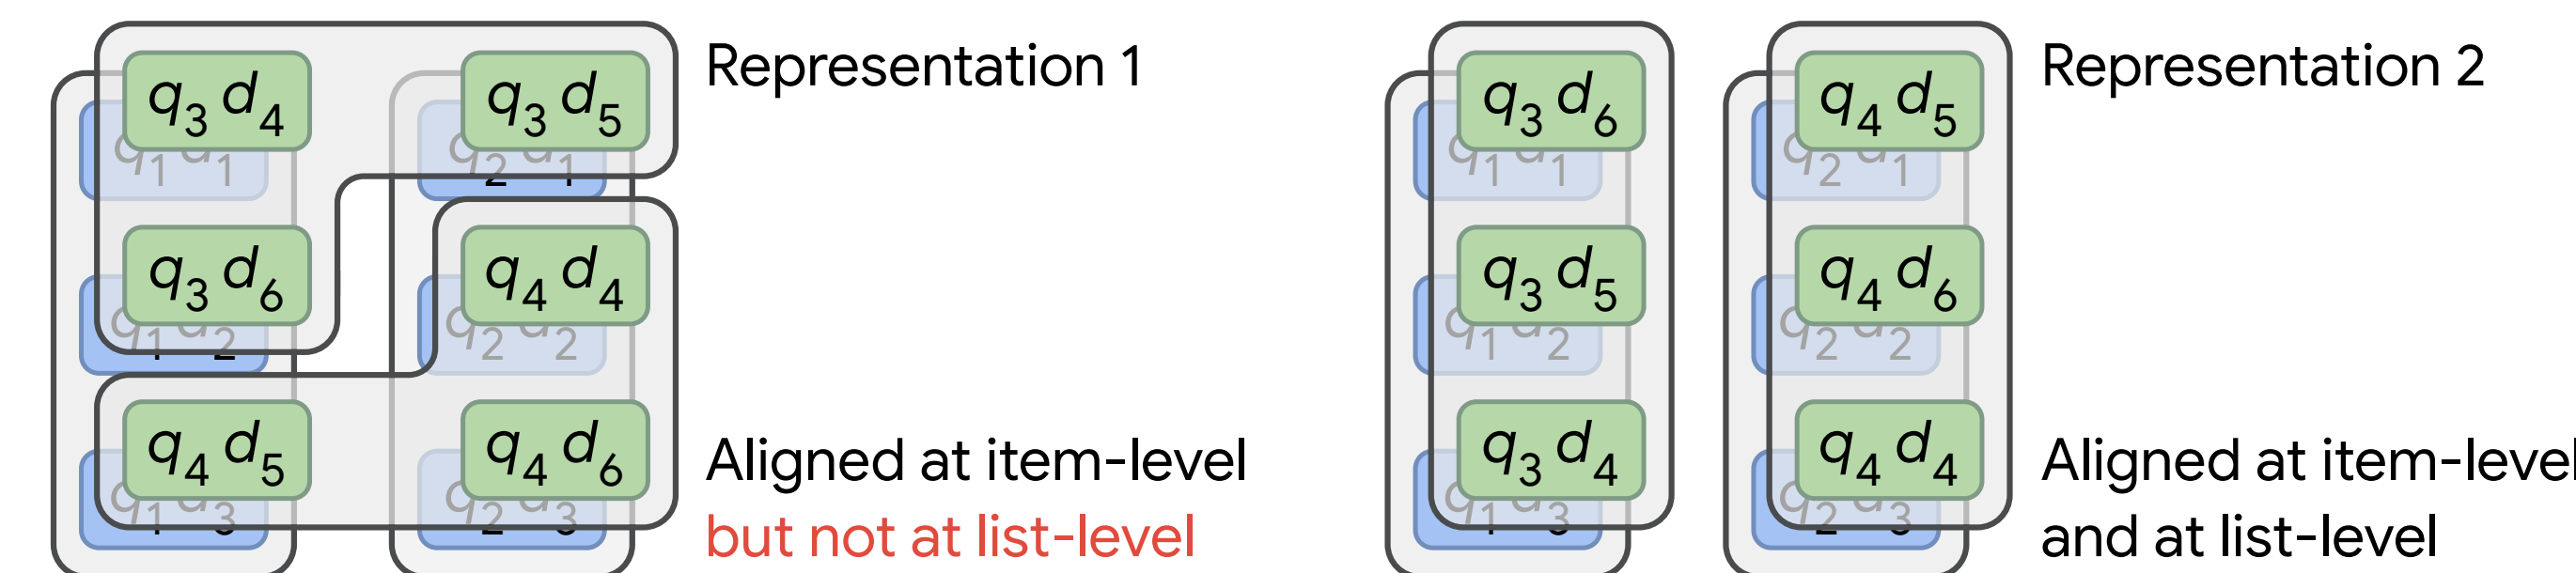 q₃ d₄
q₃ d₅
q₃ d₆
q₄ d₄
q₄ d₅
q₄ d₆
Representation 1
Aligned at item-level
but not at list-level
q₃ d₆
q₄ d₅
q₃ d₅
q₄ d₆
q₃ d₄
q₄ d₄
Representation 2
Aligned at item-level
and at list-level